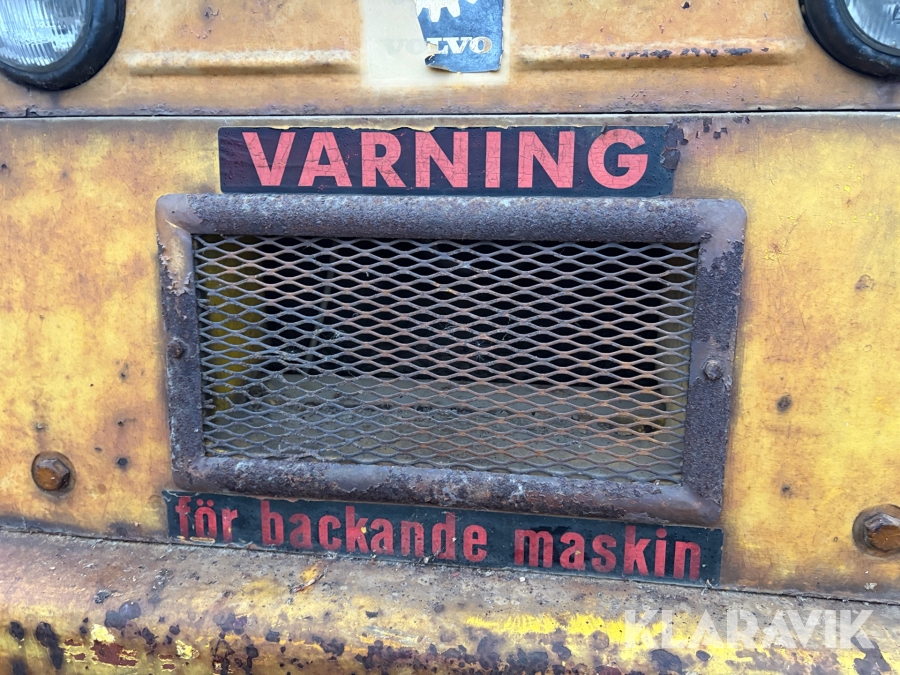 VOLVO
VARNING
för backande maskin
KLARAVIK